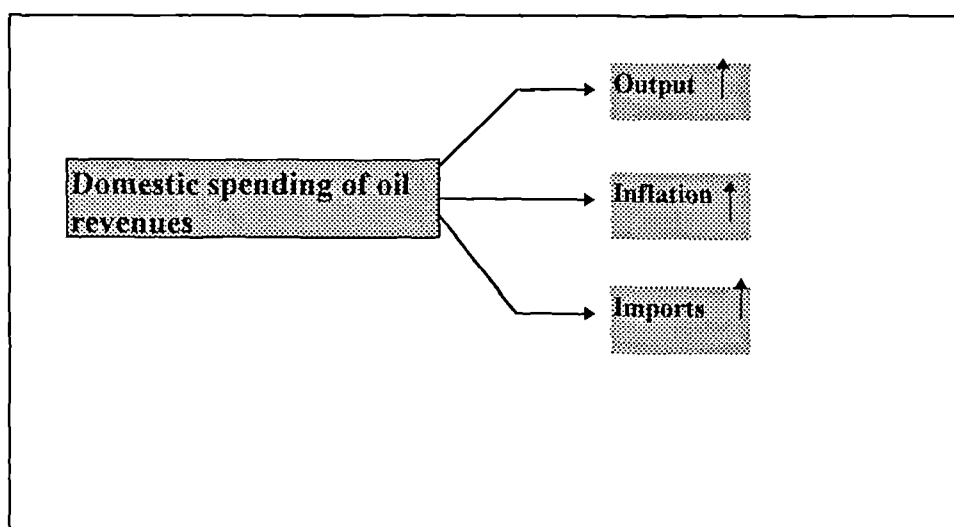 Output
Domestic spending of oil
revenues
Inflation
Imports